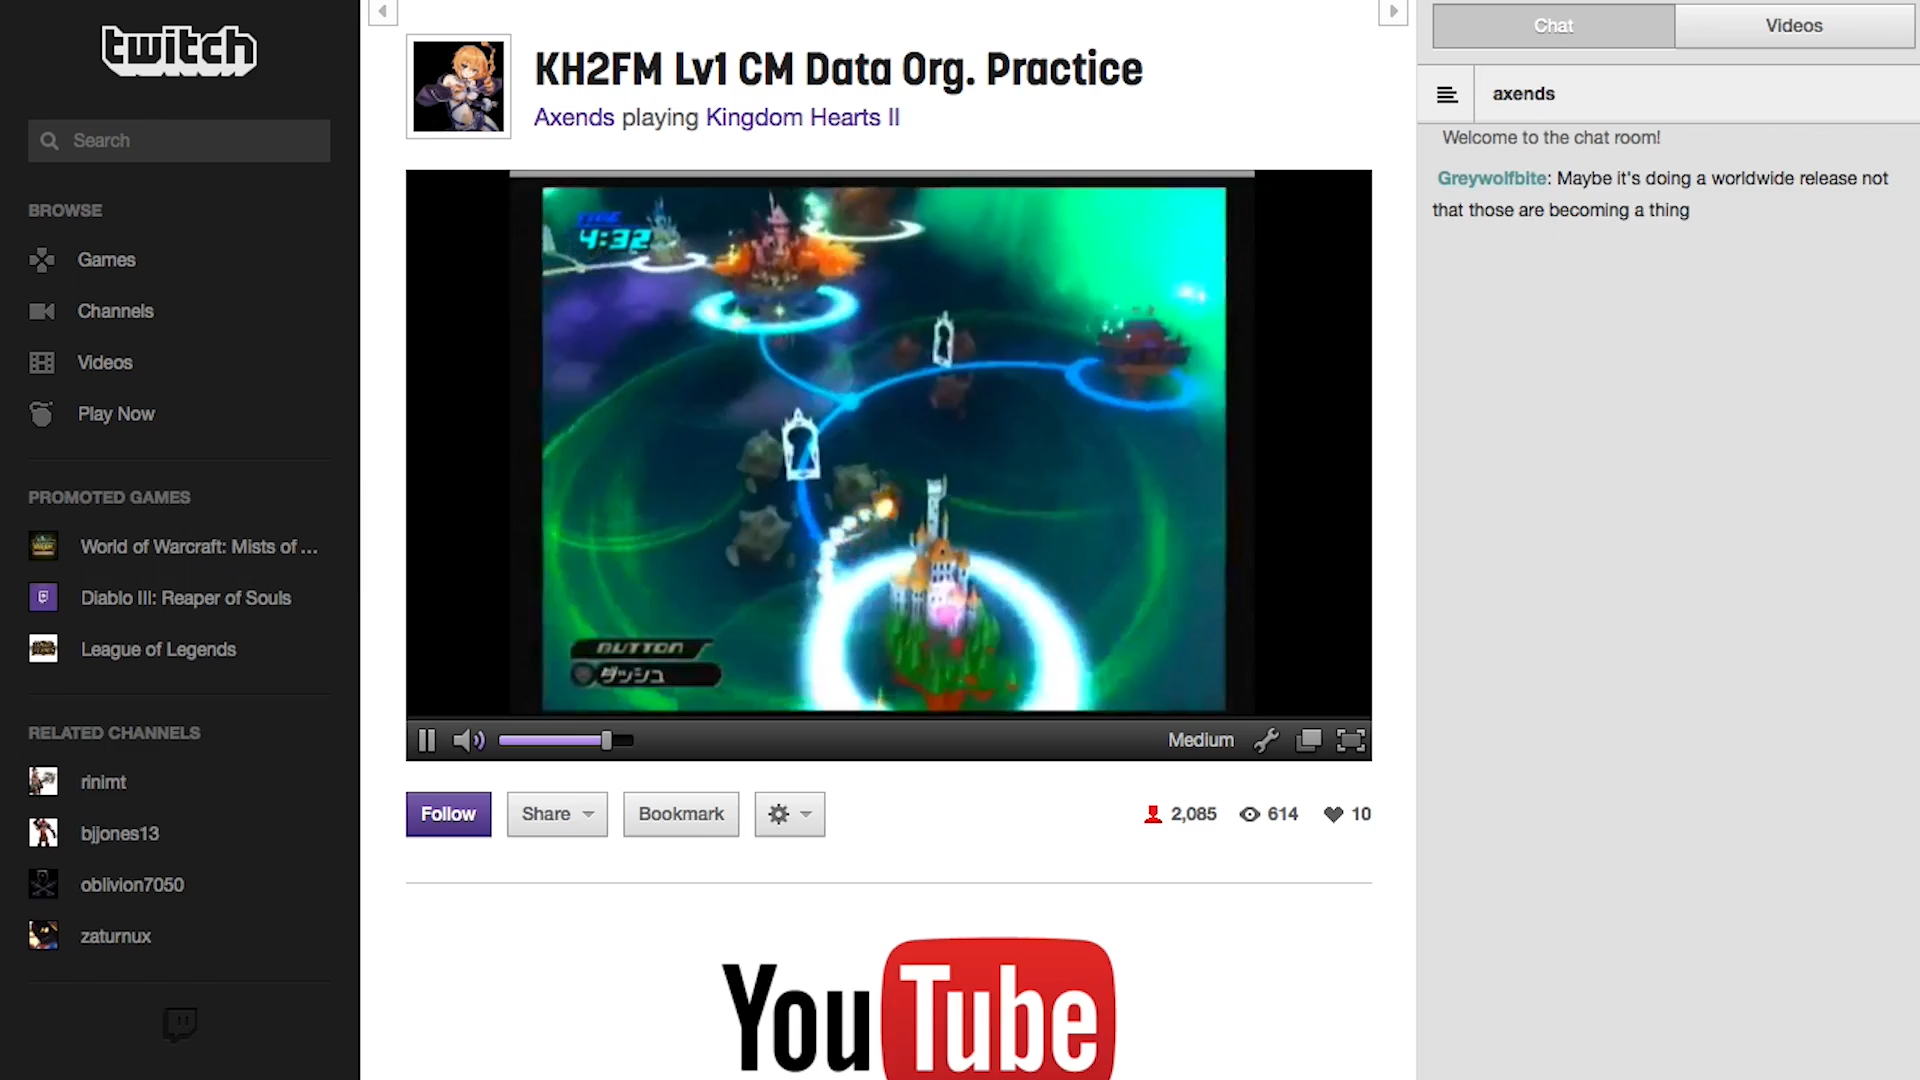 twitch
Search
BROWSE
Games
Channels
Videos
Play Now
PROMOTED GAMES
World of Warcraft: Mists of ...
Diablo III: Reaper of Souls
League of Legends
RELATED CHANNELS
rinimt
bjjones13
oblivion7050
zaturnux
KH2FM Lv1 CM Data Org. Practice
Axends playing Kingdom Hearts II
TIME
4:32
BUTTON
ダッシュ
Medium
Follow
Share
Bookmark
2,085
614
10
YouTube
Chat
Videos
axends
Welcome to the chat room!
Greywolfbite: Maybe it's doing a worldwide release not
that those are becoming a thing